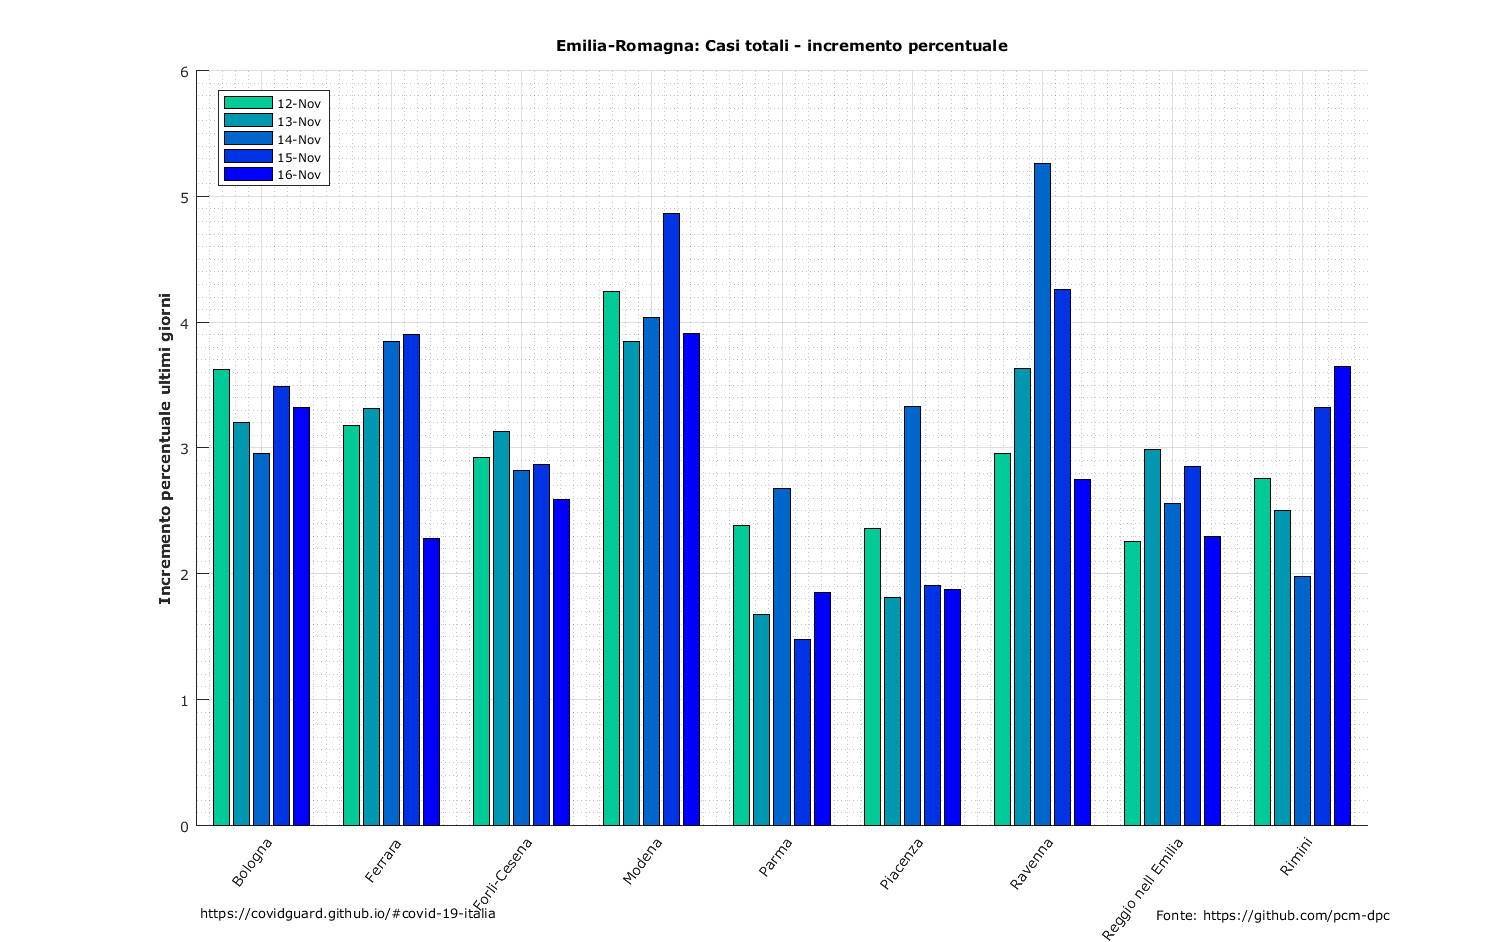 Emilia-Romagna: Casi totali - incremento percentuale
6
5
4
3
2
1
0
Incremento percentuale ultimi giorni
12-Nov
13-Nov
14-Nov
15-Nov
16-Nov
Bologna
Ferrara
Forlì-Cesena
Modena
Parma
Piacenza
Ravenna
Reggio nell Emilia
Rimini
https://covidguard.github.io/#covid-19-italia
Fonte: https://github.com/pcm-dpc